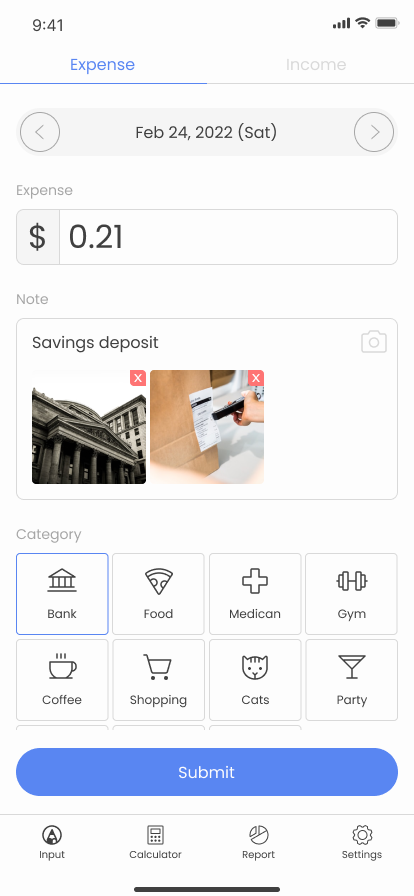 9:41
Expense Income
Feb 24, 2022 (Sat)
Expense
$ 0.21
Note
Savings deposit
X X
Category
Bank Food Medican Gym
Coffee Shopping Cats Party
Submit
Input Calculator Report Settings